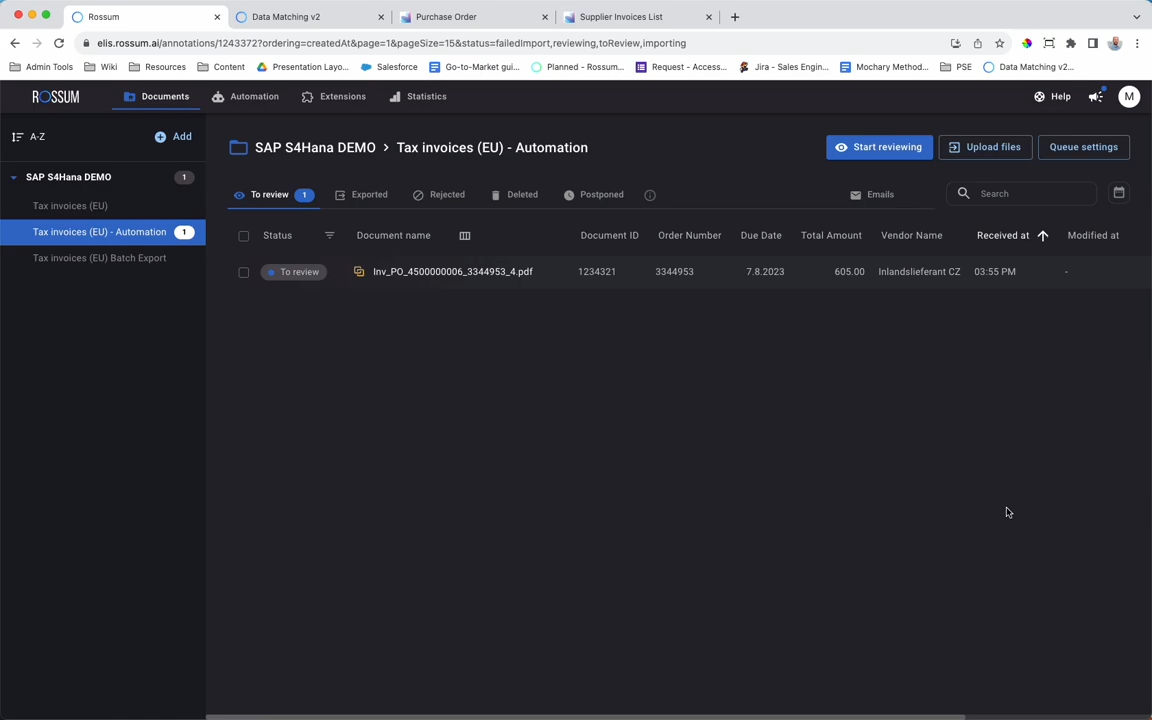 Rossum
Data Matching v2
Purchase Order
Supplier Invoices List
elis.rossum.ai/annotations/1243372?ordering=createdAt&page=1&pageSize=15&status=failedImport,reviewing,toReview,importing
Admin Tools Wiki Resources Content Presentation Layo... Salesforce Go-to-Market gui... Planned - Rossum... Request - Access... Jira - Sales Engin... Mochary Method... PSE Data Matching v2...
ROSSUM Documents Automation Extensions Statistics Help M
A-Z Add
SAP S4Hana DEMO 1
Tax invoices (EU)
Tax invoices (EU) - Automation 1
Tax invoices (EU) Batch Export
SAP S4Hana DEMO > Tax invoices (EU) - Automation Start reviewing Upload files Queue settings
To review 1 Exported Rejected Deleted Postponed Emails Search
Status Document name Document ID Order Number Due Date Total Amount Vendor Name Received at Modified at
To review Inv_PO_4500000006_3344953_4.pdf 1234321 3344953 7.8.2023 605.00 Inlandslieferant CZ 03:55 PM -